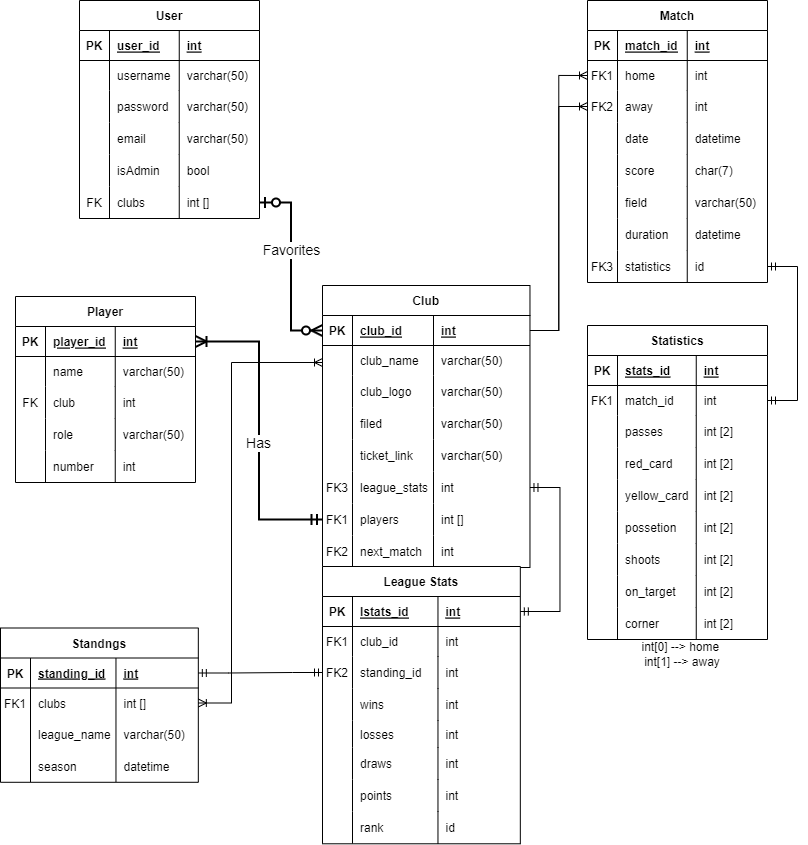 User
PK user_id int
username varchar(50)
password varchar(50)
email varchar(50)
isAdmin bool
FK clubs int []
Match
PK match_id int
FK1 home int
FK2 away int
date datetime
score char(7)
field varchar(50)
duration datetime
FK3 statistics id
Favorites
Player
PK player_id int
name varchar(50)
FK club int
role varchar(50)
number int
Has
Club
PK club_id int
club_name varchar(50)
club_logo varchar(50)
filed varchar(50)
ticket_link varchar(50)
FK3 league_stats int
FK1 players int []
FK2 next_match int
Statistics
PK stats_id int
FK1 match_id int
passes int [2]
red_card int [2]
yellow_card int [2]
possetion int [2]
shoots int [2]
on_target int [2]
corner int [2]
int[0] --> home
int[1] --> away
League Stats
PK lstats_id int
FK1 club_id int
FK2 standing_id int
wins int
losses int
draws int
points int
rank id
Standngs
PK standing_id int
FK1 clubs int []
league_name varchar(50)
season datetime